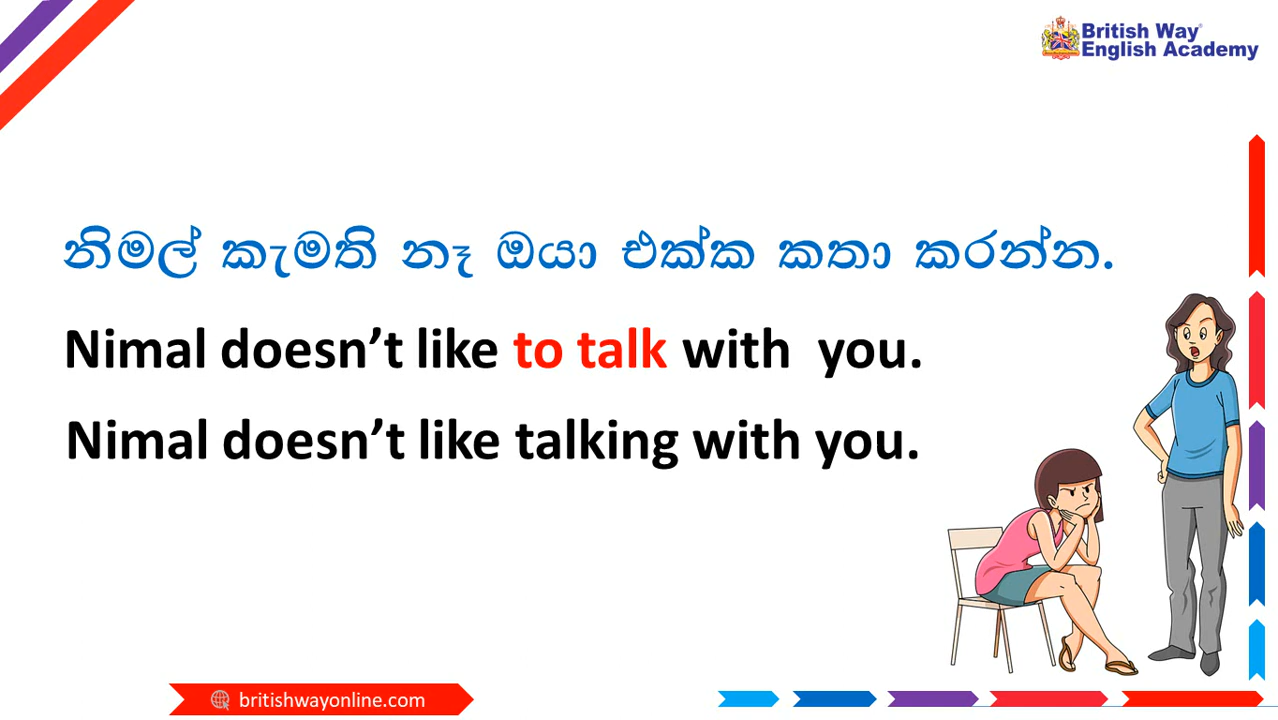 British Way
English Academy
නිමල් කැමති නෑ ඔයා එක්ක කතා කරන්න.
Nimal doesn’t like to talk with you.
Nimal doesn’t like talking with you.
britishwayonline.com